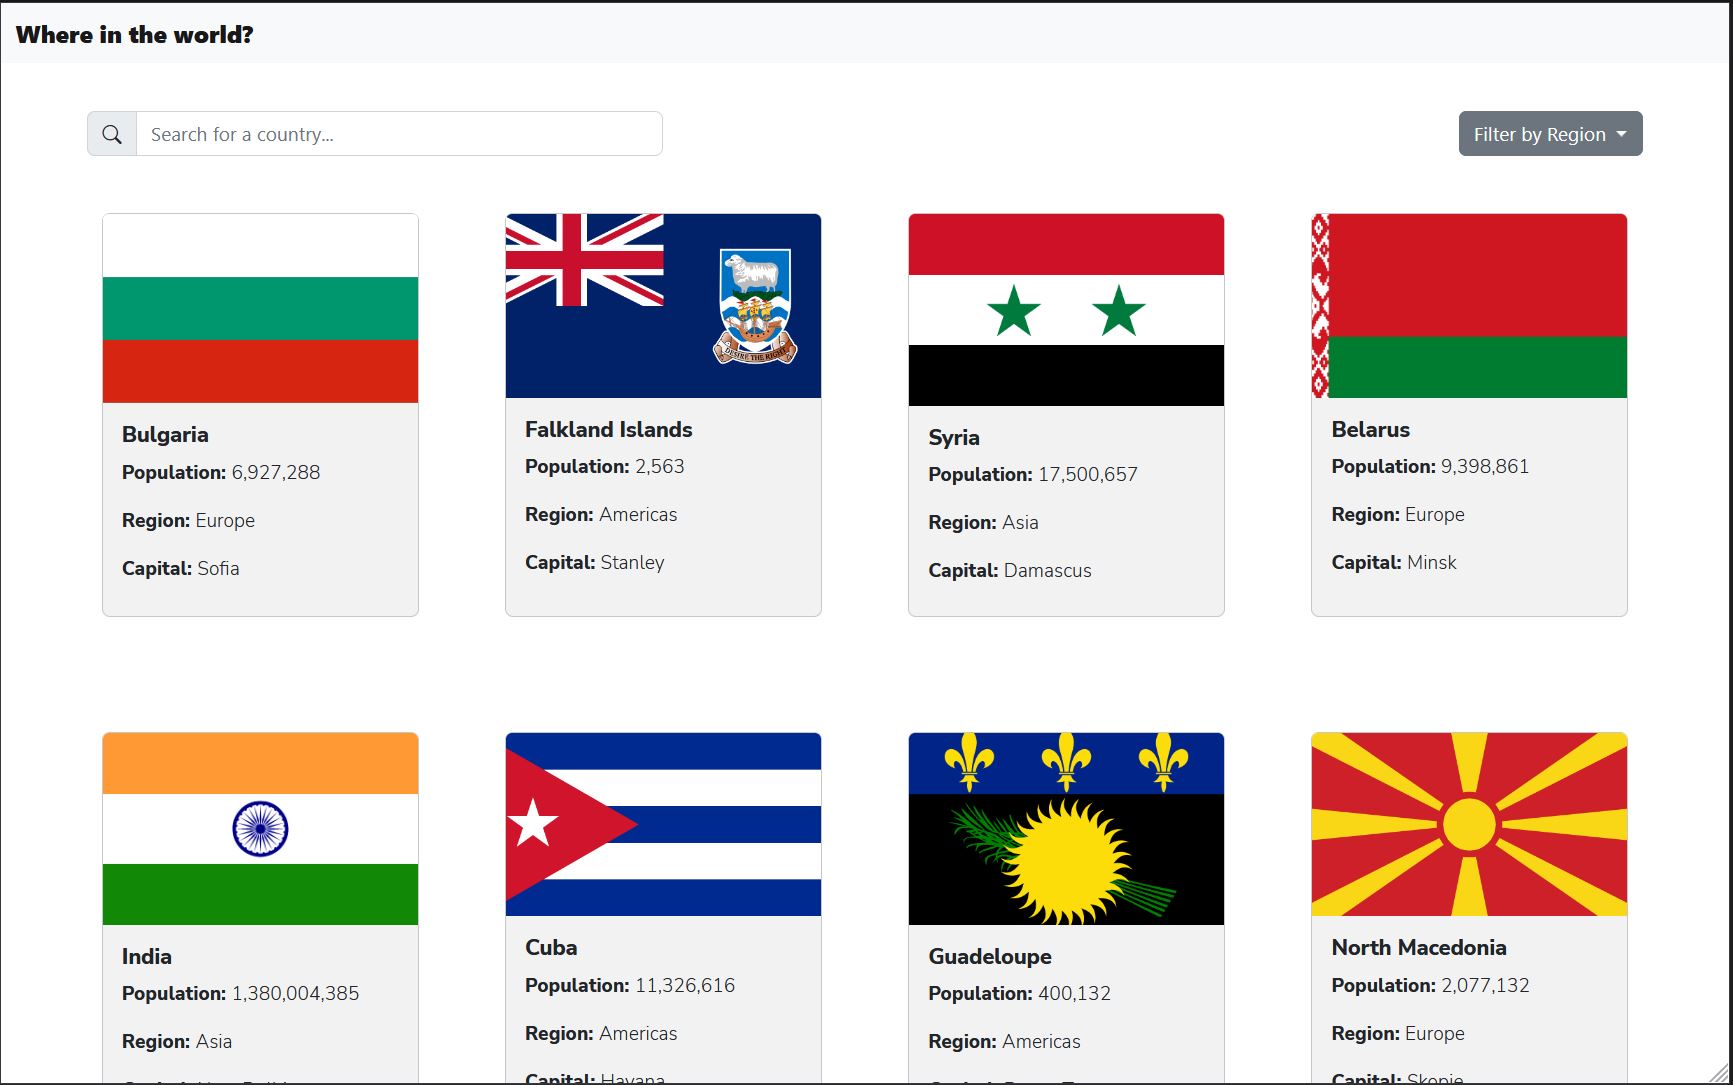 Where in the world?
Search for a country...
Filter by Region
DESIRE THE RIGHT
Bulgaria
Population: 6,927,288
Region: Europe
Capital: Sofia
Falkland Islands
Population: 2,563
Region: Americas
Capital: Stanley
Syria
Population: 17,500,657
Region: Asia
Capital: Damascus
Belarus
Population: 9,398,861
Region: Europe
Capital: Minsk
India
Population: 1,380,004,385
Region: Asia
Cuba
Population: 11,326,616
Region: Americas
Capital: Havana
Guadeloupe
Population: 400,132
Region: Americas
North Macedonia
Population: 2,077,132
Region: Europe
Capital: Skopje